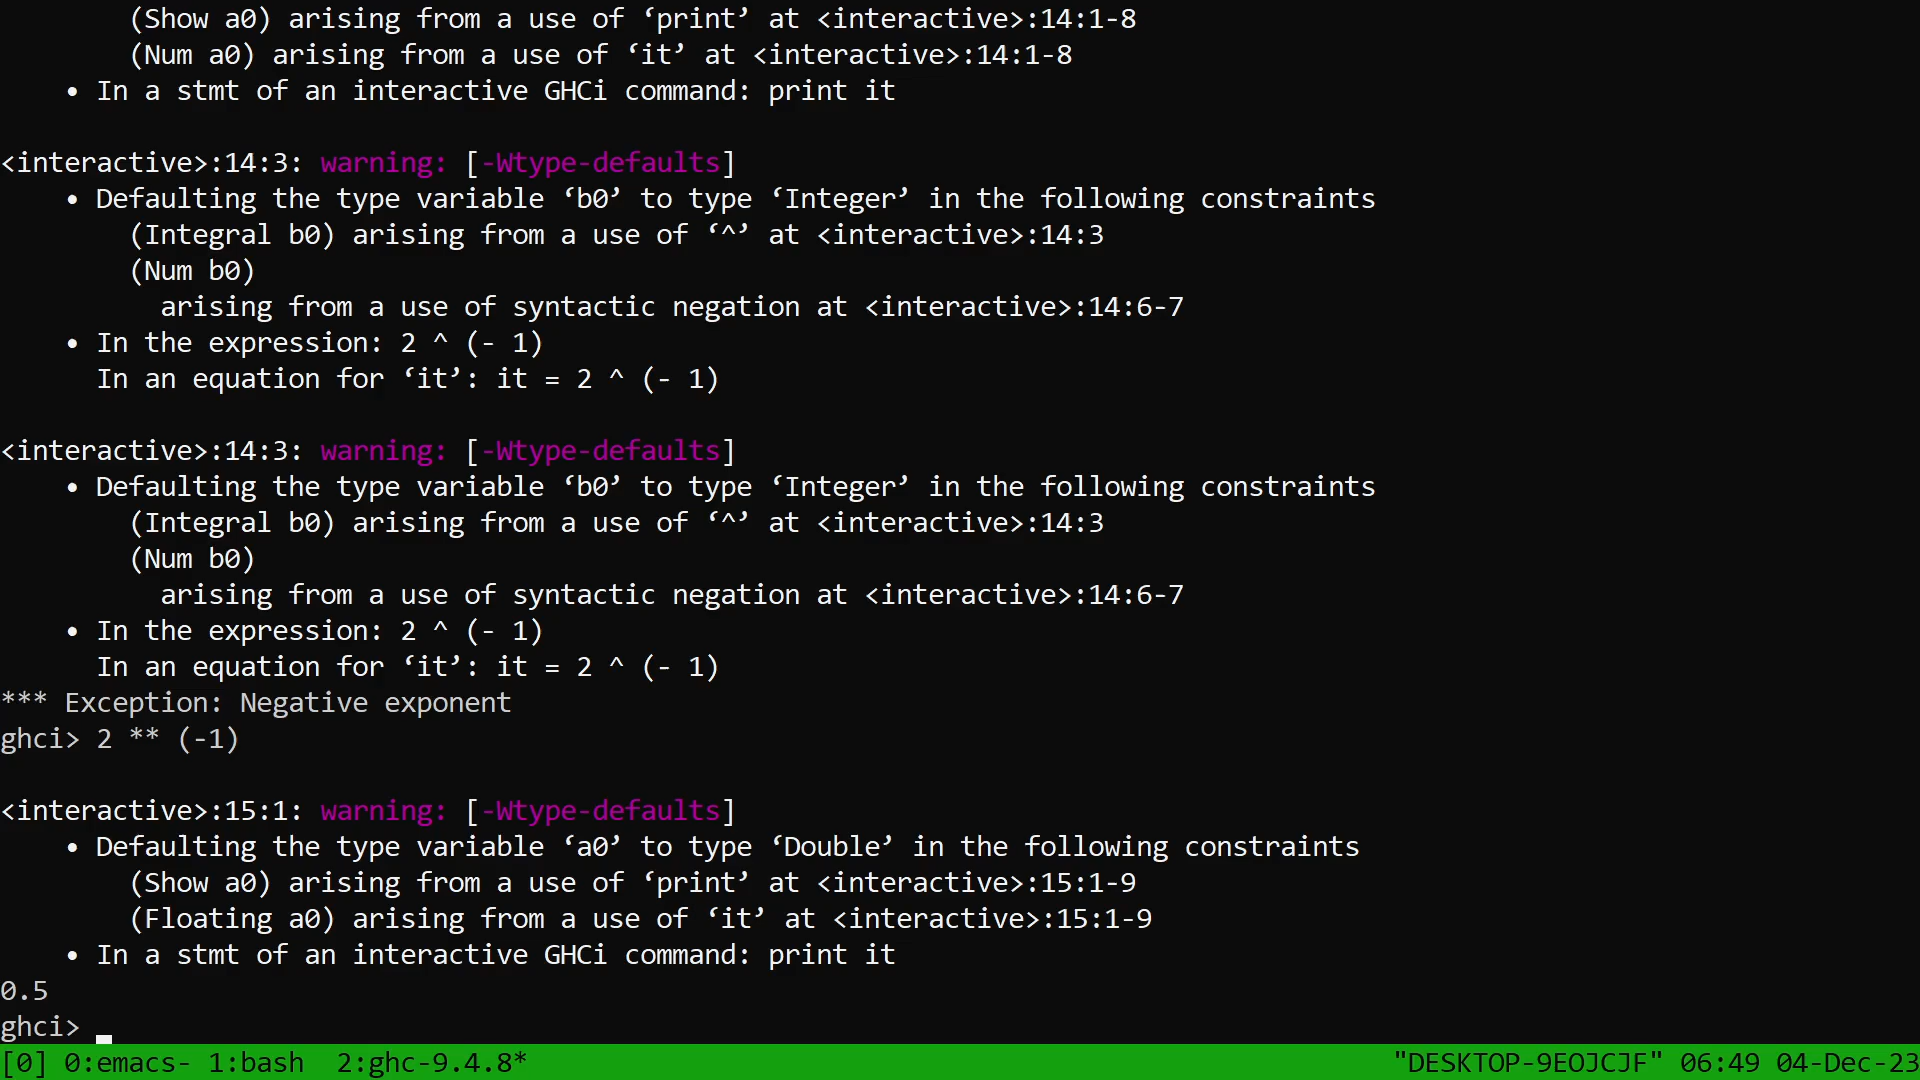 (Show a0) arising from a use of ‘print’ at <interactive>:14:1-8
(Num a0) arising from a use of ‘it’ at <interactive>:14:1-8
• In a stmt of an interactive GHCi command: print it
<interactive>:14:3: warning: [-Wtype-defaults]
• Defaulting the type variable ‘b0’ to type ‘Integer’ in the following constraints
(Integral b0) arising from a use of ‘^’ at <interactive>:14:3
(Num b0)
arising from a use of syntactic negation at <interactive>:14:6-7
• In the expression: 2 ^ (- 1)
In an equation for ‘it’: it = 2 ^ (- 1)
<interactive>:14:3: warning: [-Wtype-defaults]
• Defaulting the type variable ‘b0’ to type ‘Integer’ in the following constraints
(Integral b0) arising from a use of ‘^’ at <interactive>:14:3
(Num b0)
arising from a use of syntactic negation at <interactive>:14:6-7
• In the expression: 2 ^ (- 1)
In an equation for ‘it’: it = 2 ^ (- 1)
*** Exception: Negative exponent
ghci> 2 ** (-1)
<interactive>:15:1: warning: [-Wtype-defaults]
• Defaulting the type variable ‘a0’ to type ‘Double’ in the following constraints
(Show a0) arising from a use of ‘print’ at <interactive>:15:1-9
(Floating a0) arising from a use of ‘it’ at <interactive>:15:1-9
• In a stmt of an interactive GHCi command: print it
0.5
ghci>
[0] 0:emacs- 1:bash  2:ghc-9.4.8* "DESKTOP-9EOJCJF" 06:49 04-Dec-23